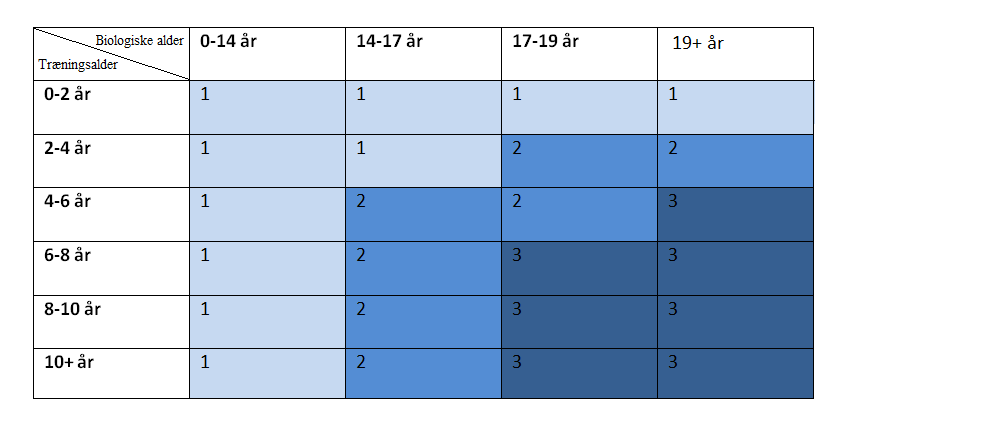 Biologiske alder 0-14 år 14-17 år 17-19 år 19+ år
Træningsalder
0-2 år 1 1 1 1
2-4 år 1 1 2 2
4-6 år 1 2 2 3
6-8 år 1 2 3 3
8-10 år 1 2 3 3
10+ år 1 2 3 3